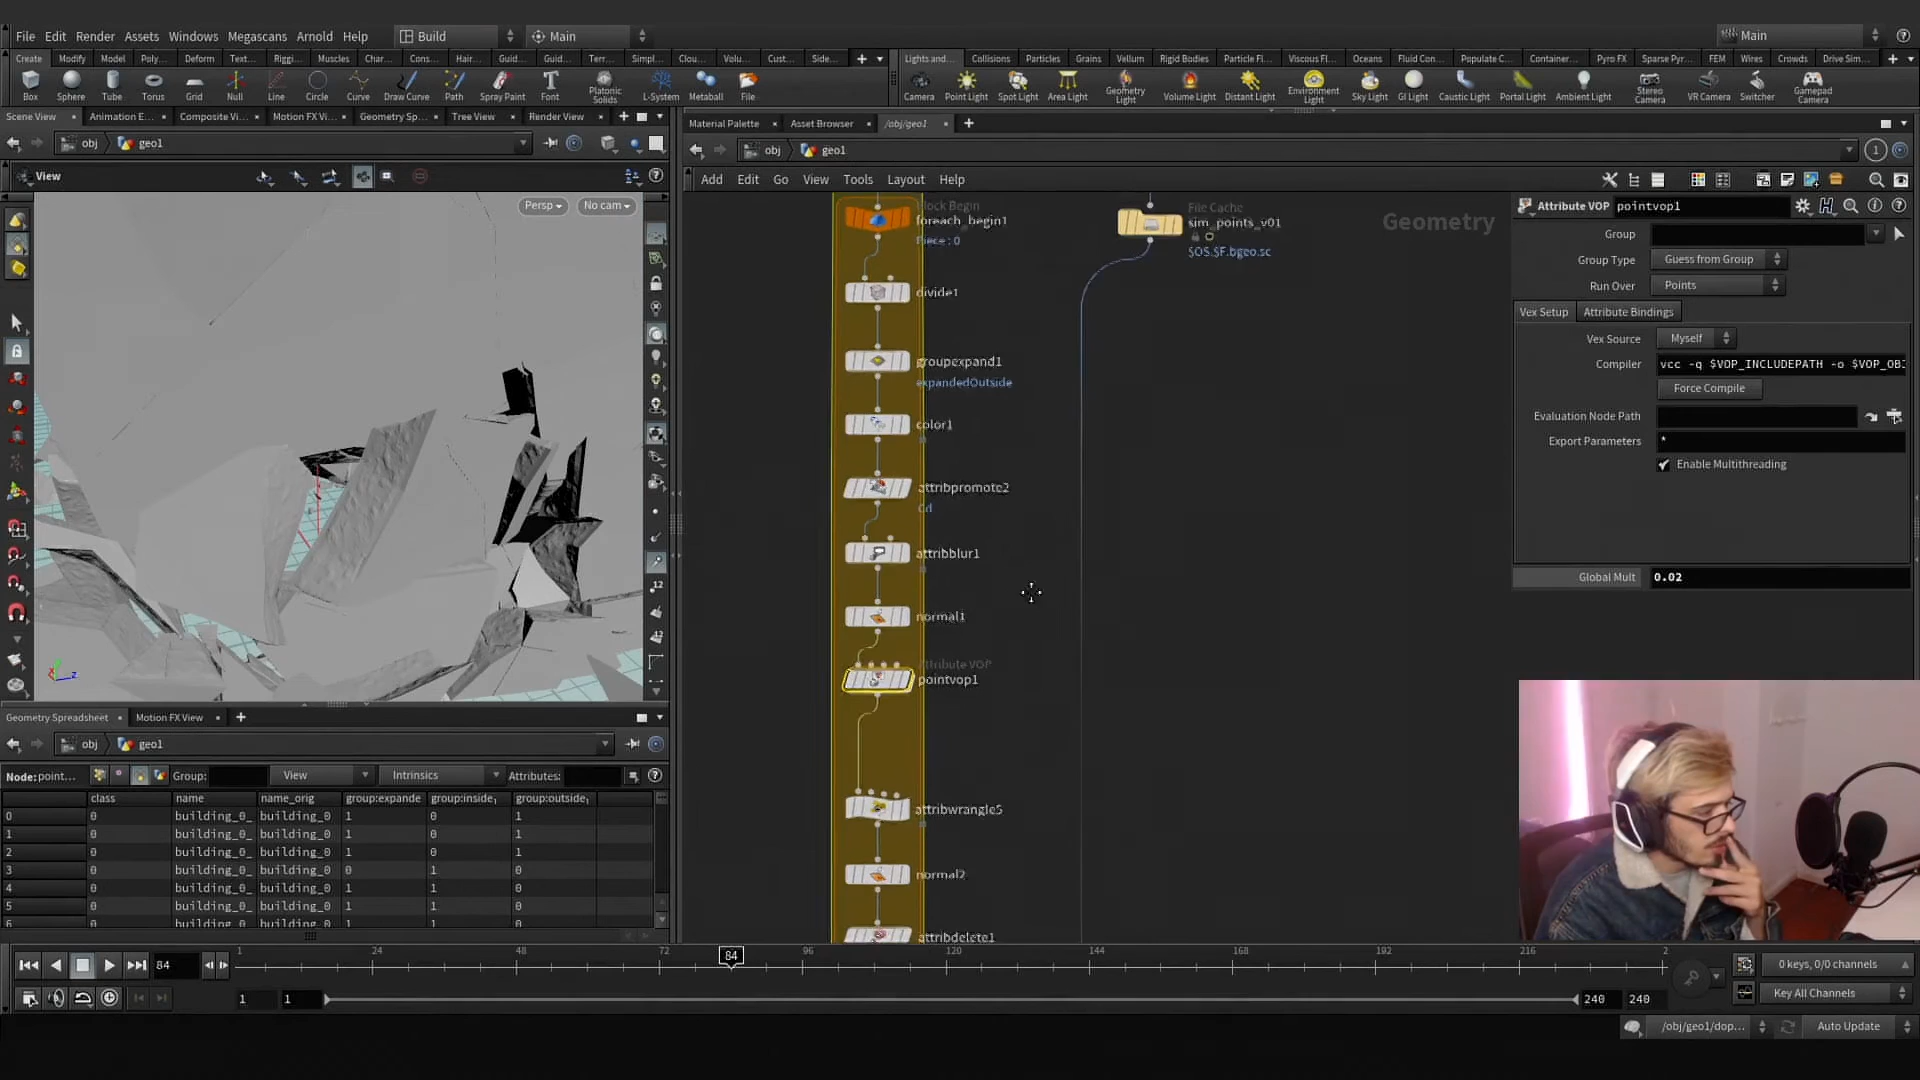 File Edit Render Assets Windows Megascans Arnold Help Build Main Main
Create Modify Model Poly... Deform Text... Riggi... Muscles Char... Cons... Hair... Guid... Guid... Terr... Simpl... Clou... Volu... Cust... Side...
Lights and... Collisions Particles Grains Vellum Rigid Bodies Particle Fl... Viscous Fl... Oceans Fluid Con... Populate C... Container... Pyro FX Sparse Pyr... FEM Wires Crowds Drive Sim...
Box Sphere Tube Torus Grid Null Line Circle Curve Draw Curve Path Spray Paint Font Platonic Solids L-System Metaball File
Camera Point Light Spot Light Area Light Geometry Light Volume Light Distant Light Environment Light Sky Light GI Light Caustic Light Portal Light Ambient Light Stereo Camera VR Camera Switcher Gamepad Camera
Scene View Animation E... Composite Vi... Motion FX Vi... Geometry Sp... Tree View Render View
Material Palette Asset Browser /obj/geo1
obj geo1
obj geo1
View
Add Edit Go View Tools Layout Help
Persp No cam
Block Begin
foreach_begin1
Piece : 0
divide1
groupexpand1
expandedOutside
color1
attribpromote2
Cd
attribblur1
normal1
Attribute VOP
pointvop1
attribwrangle5
normal2
attribdelete1
File Cache
sim_points_v01
$OS.$F.bgeo.sc
Geometry
Attribute VOP pointvop1
Group
Group Type Guess from Group
Run Over Points
Vex Setup Attribute Bindings
Vex Source Myself
Compiler vcc -q $VOP_INCLUDEPATH -o $VOP_OBJ
Force Compile
Evaluation Node Path
Export Parameters *
Enable Multithreading
Global Mult 0.02
Geometry Spreadsheet Motion FX View
obj geo1
Node: point... Group: View Intrinsics Attributes:
class name name_orig group:expande group:inside group:outside
0 0 building_0_ building_0 1 0 1
1 0 building_0_ building_0 1 0 1
2 0 building_0_ building_0 1 0 1
3 0 building_0_ building_0 0 1 0
4 0 building_0_ building_0 1 1 0
5 0 building_0_ building_0 1 1 0
1 24 48 72 84 96 120 144 168 192 216 2
84
0 keys, 0/0 channels
1 1 240 240
Key All Channels
/obj/geo1/dop... Auto Update